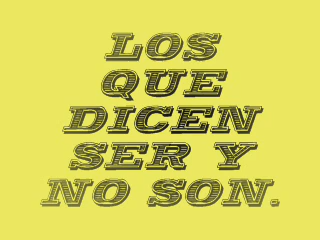 LOS
QUE
DICEN
SER Y
NO SON.